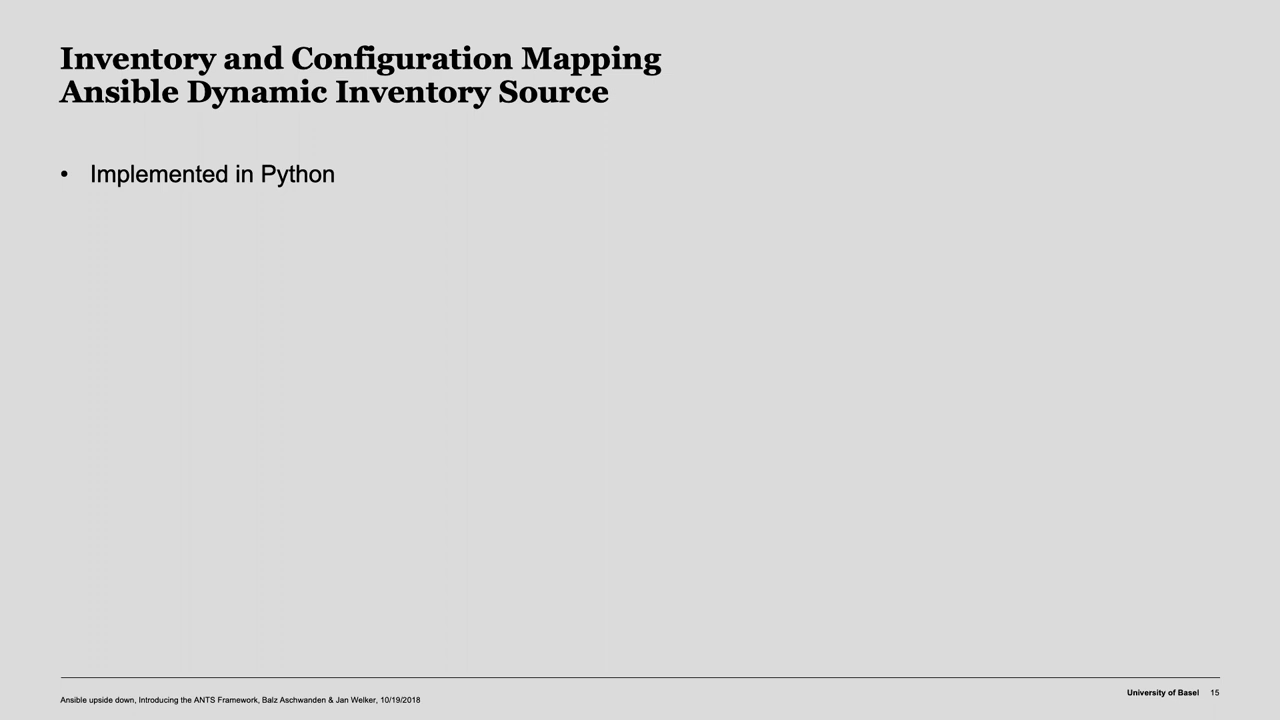 Inventory and Configuration Mapping
Ansible Dynamic Inventory Source
• Implemented in Python
Ansible upside down, Introducing the ANTS Framework, Balz Aschwanden & Jan Welker, 10/19/2018
University of Basel 15